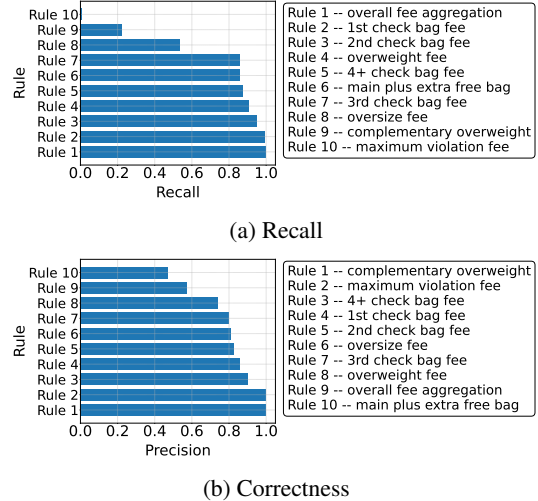 Rule 10
Rule 9
Rule 8
Rule 7
Rule 6
Rule 5
Rule 4
Rule 3
Rule 2
Rule 1
Rule
0.0 0.2 0.4 0.6 0.8 1.0
Recall
Rule 1 -- overall fee aggregation
Rule 2 -- 1st check bag fee
Rule 3 -- 2nd check bag fee
Rule 4 -- overweight fee
Rule 5 -- 4+ check bag fee
Rule 6 -- main plus extra free bag
Rule 7 -- 3rd check bag fee
Rule 8 -- oversize fee
Rule 9 -- complementary overweight
Rule 10 -- maximum violation fee
(a) Recall
Rule 10
Rule 9
Rule 8
Rule 7
Rule 6
Rule 5
Rule 4
Rule 3
Rule 2
Rule 1
Rule
0.0 0.2 0.4 0.6 0.8 1.0
Precision
Rule 1 -- complementary overweight
Rule 2 -- maximum violation fee
Rule 3 -- 4+ check bag fee
Rule 4 -- 1st check bag fee
Rule 5 -- 2nd check bag fee
Rule 6 -- oversize fee
Rule 7 -- 3rd check bag fee
Rule 8 -- overweight fee
Rule 9 -- overall fee aggregation
Rule 10 -- main plus extra free bag
(b) Correctness